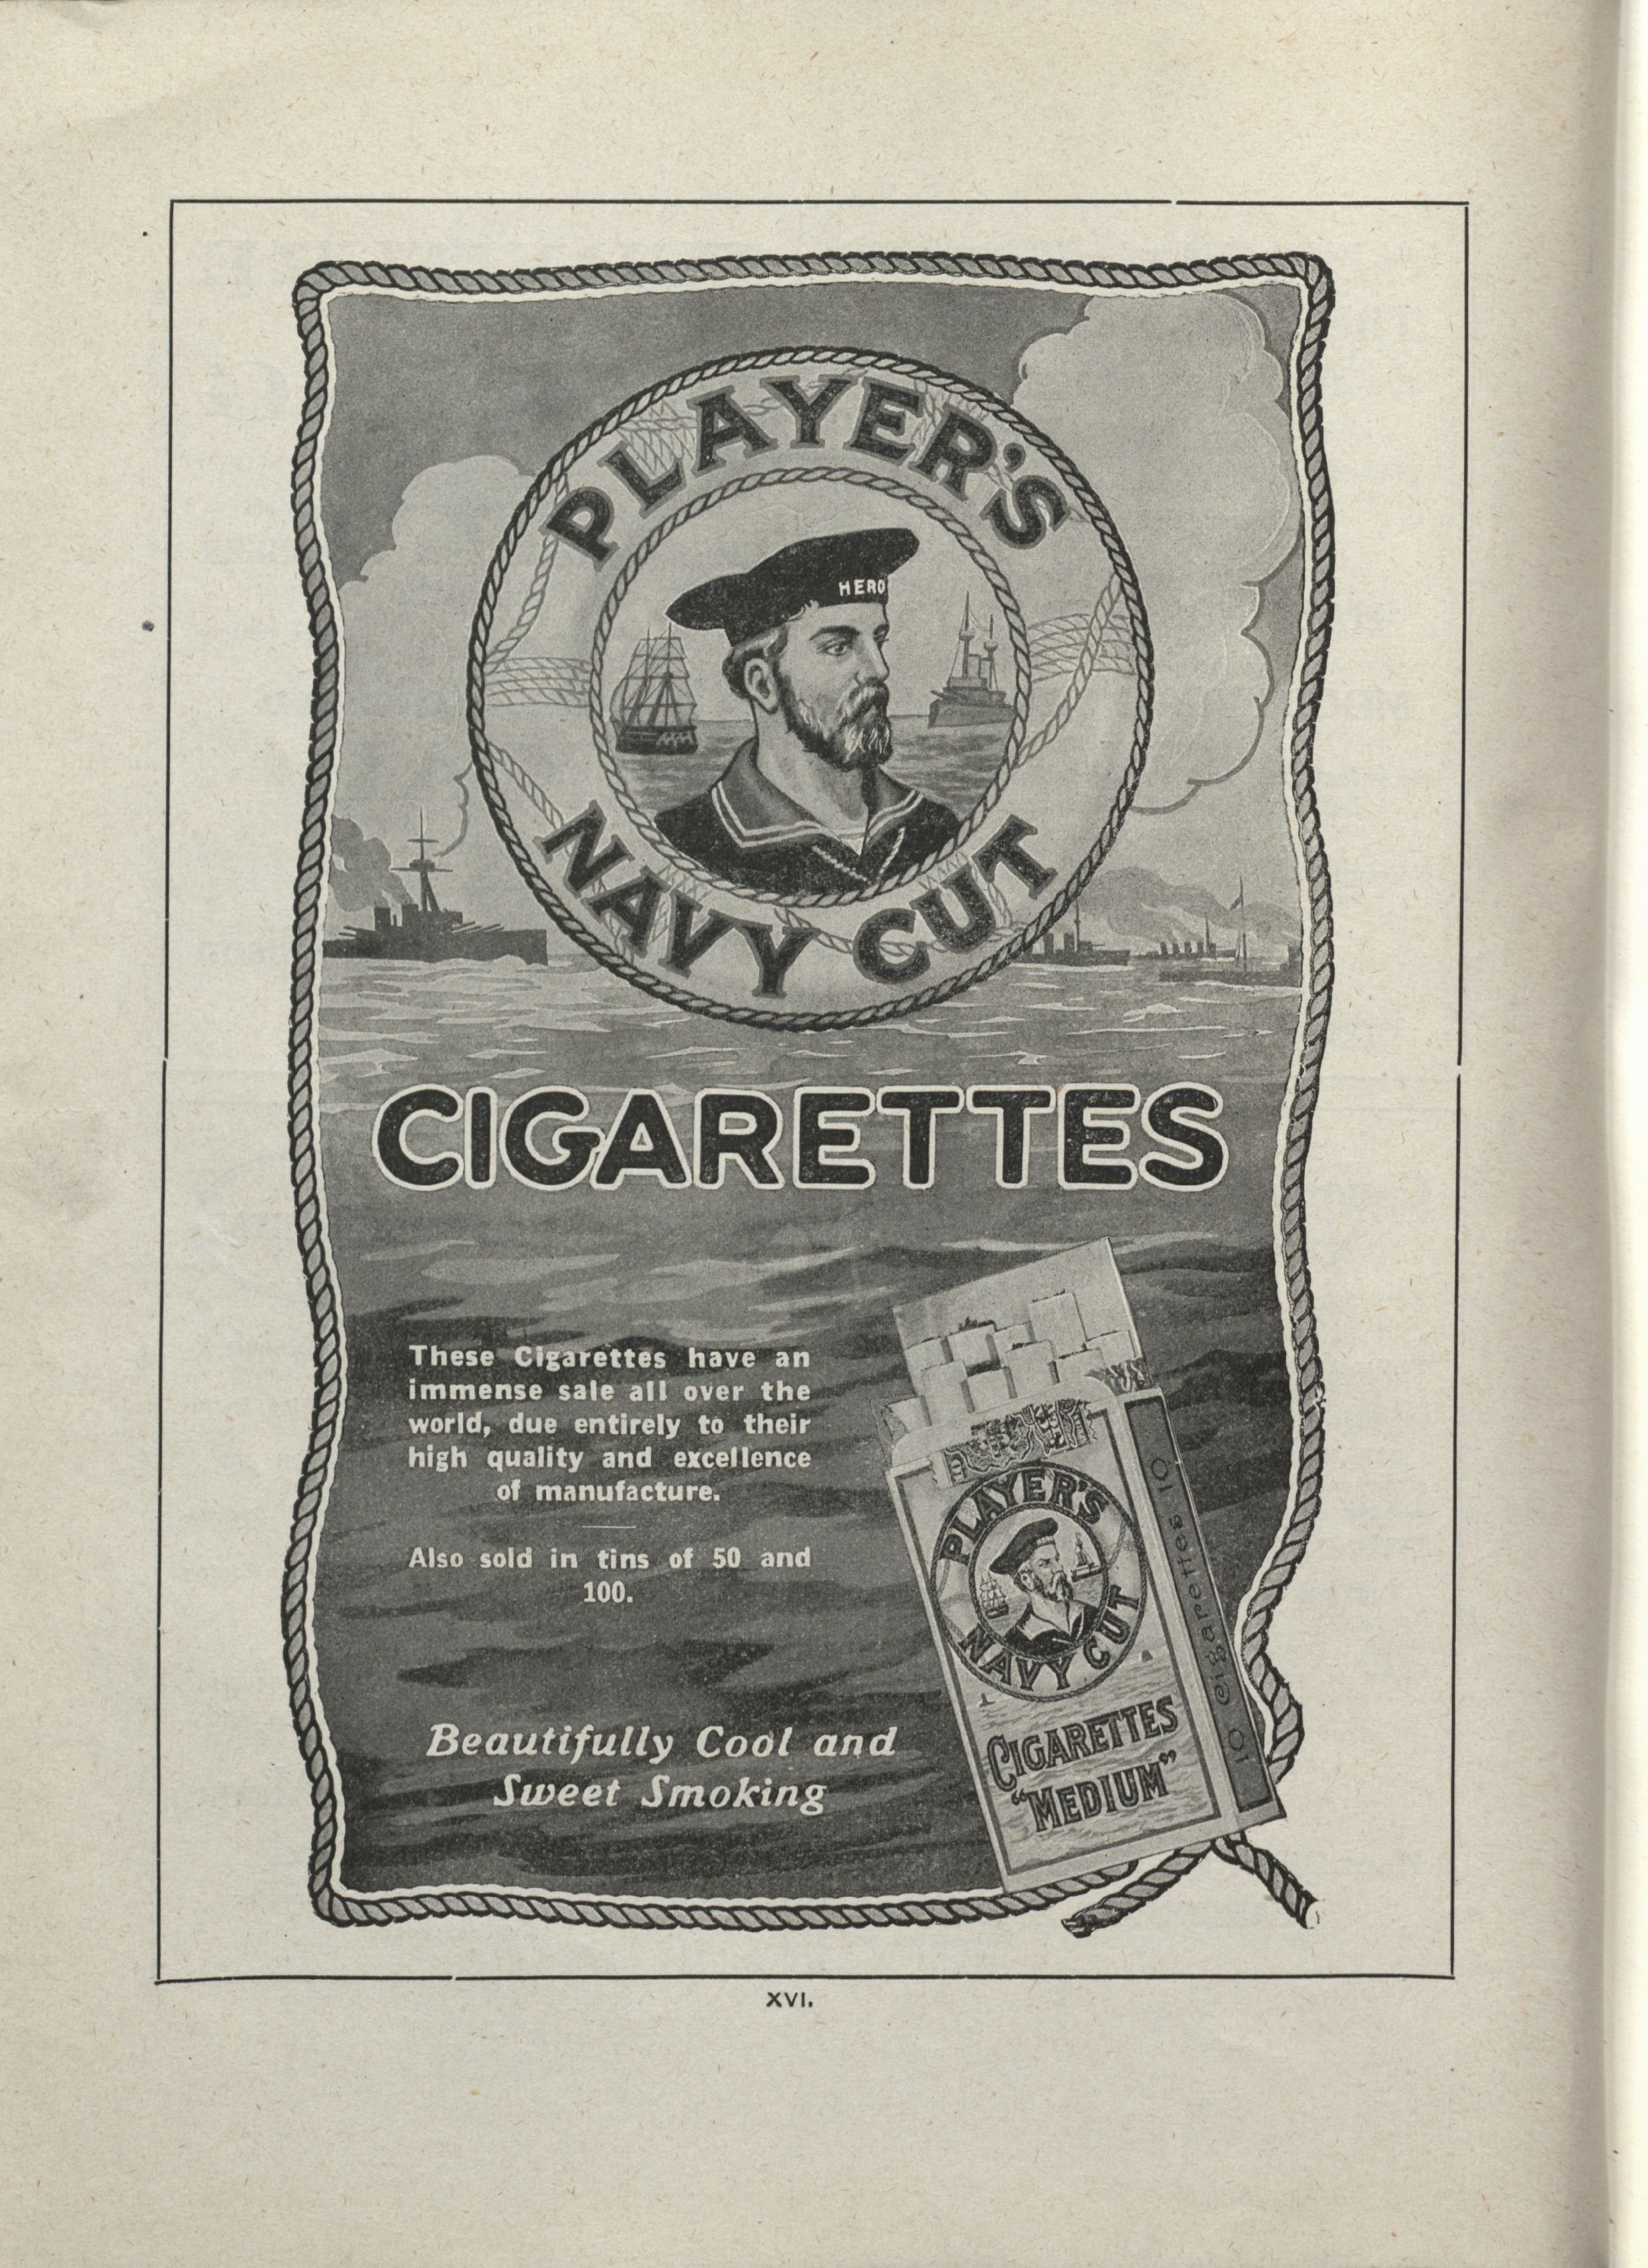 PLAYER'S
HERO
NAVY CUT
CIGARETTES
These Cigarettes have an
immense sale all over the
world, due entirely to their
high quality and excellence
of manufacture.
Also sold in tins of 50 and
100.
Beautifully Cool and
Sweet Smoking
PLAYER'S
NAVY CUT
CIGARETTES
"MEDIUM"
10 Cigarettes 10
XVI.